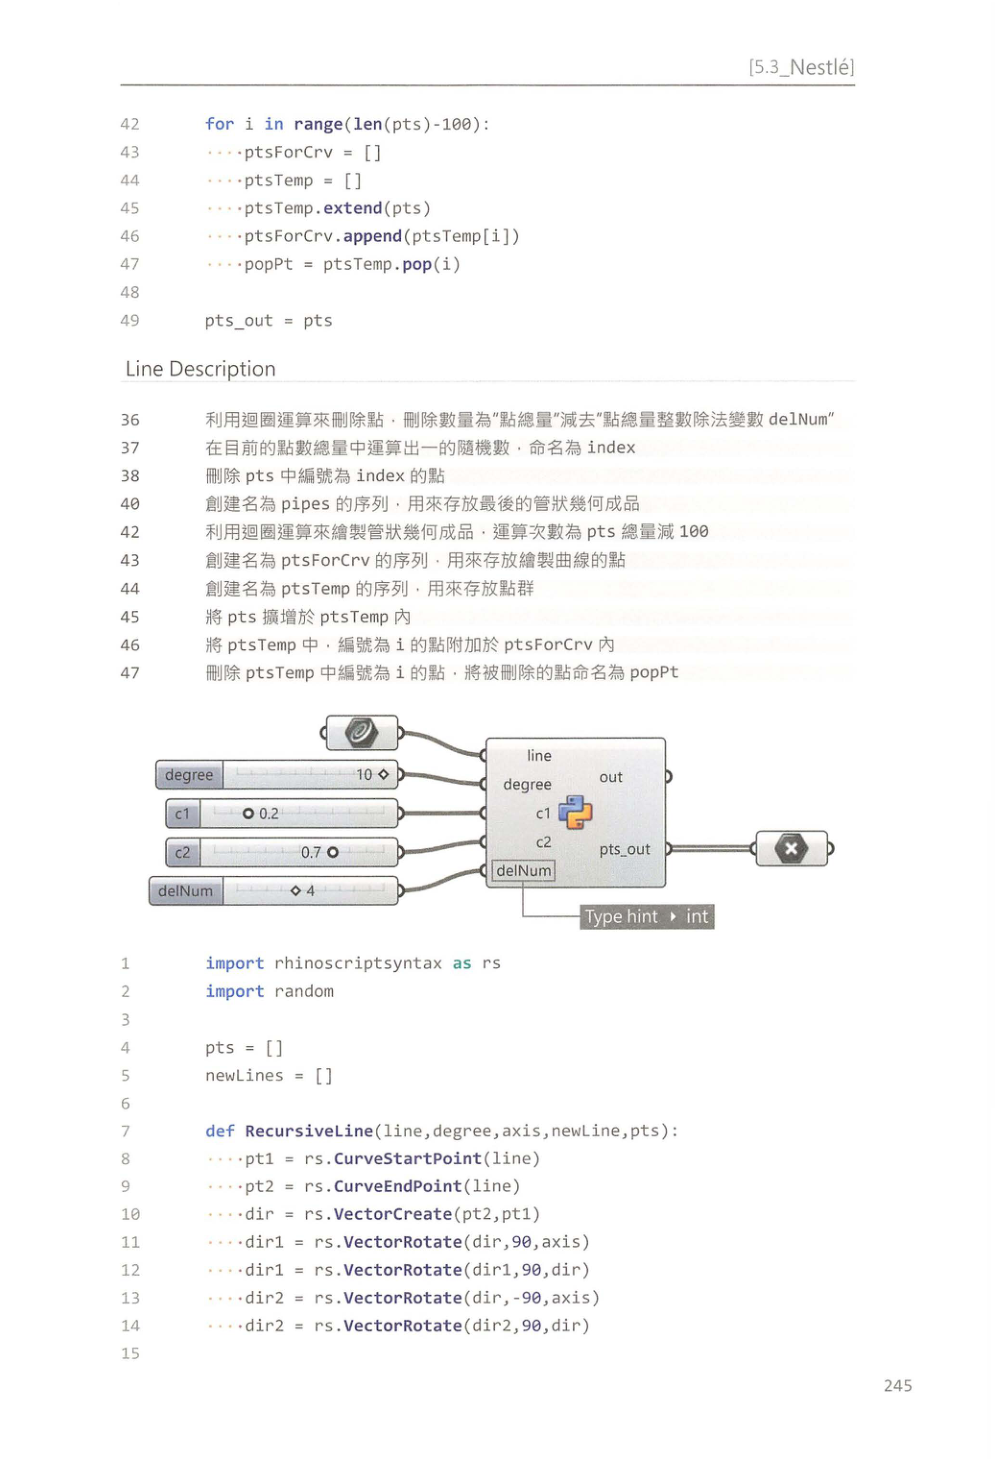 [5.3_Nestlé]
42 for i in range(len(pts)-100):
43 ····ptsForCrv = []
44 ····ptsTemp = []
45 ····ptsTemp.extend(pts)
46 ····ptsForCrv.append(ptsTemp[i])
47 ····popPt = ptsTemp.pop(i)
48
49 pts_out = pts
Line Description
36 利用迴圈運算來刪除點，刪除數量為"點總量"減去"點總量整數除法變數 delNum"
37 在目前的點數總量中運算出一的隨機數，命名為 index
38 刪除 pts 中編號為 index 的點
40 創建名為 pipes 的序列，用來存放最後的管狀幾何成品
42 利用迴圈運算來繪製管狀幾何成品，運算次數為 pts 總量減 100
43 創建名為 ptsForCrv 的序列，用來存放繪製曲線的點
44 創建名為 ptsTemp 的序列，用來存放點群
45 將 pts 擴增於 ptsTemp 內
46 將 ptsTemp 中，編號為 i 的點附加於 ptsForCrv 內
47 刪除 ptsTemp 中編號為 i 的點，將被刪除的點命名為 popPt
line
degree 10 degree out
c1 0.2 c1
c2 0.7 c2 pts_out
delNum 4 delNum
Type hint ▸ int
1 import rhinoscriptsyntax as rs
2 import random
3
4 pts = []
5 newLines = []
6
7 def RecursiveLine(line,degree,axis,newLine,pts):
8 ····pt1 = rs.CurveStartPoint(line)
9 ····pt2 = rs.CurveEndPoint(line)
10 ····dir = rs.VectorCreate(pt2,pt1)
11 ····dir1 = rs.VectorRotate(dir,90,axis)
12 ····dir1 = rs.VectorRotate(dir1,90,dir)
13 ····dir2 = rs.VectorRotate(dir,-90,axis)
14 ····dir2 = rs.VectorRotate(dir2,90,dir)
15
245